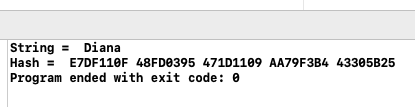 String =  Diana
Hash =  E7DF110F 48FD0395 471D1109 AA79F3B4 43305B25
Program ended with exit code: 0